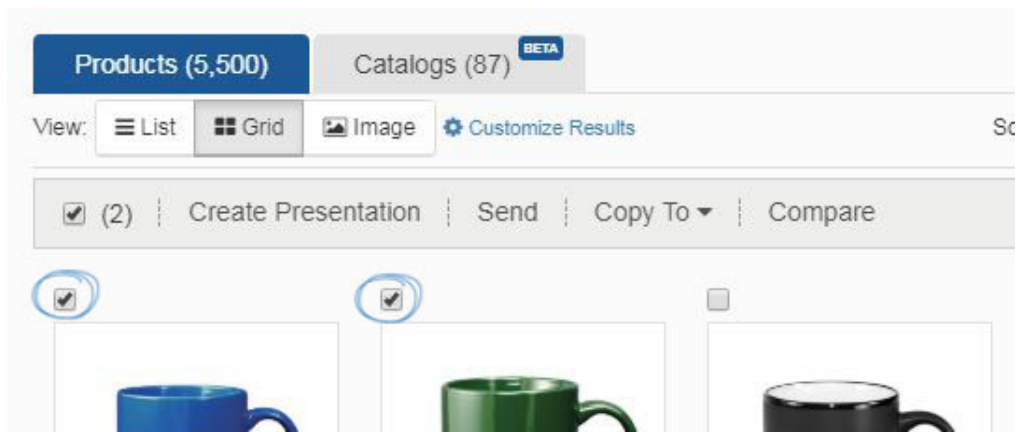 Products (5,500) Catalogs (87) BETA
View: List Grid Image Customize Results
(2) Create Presentation Send Copy To Compare